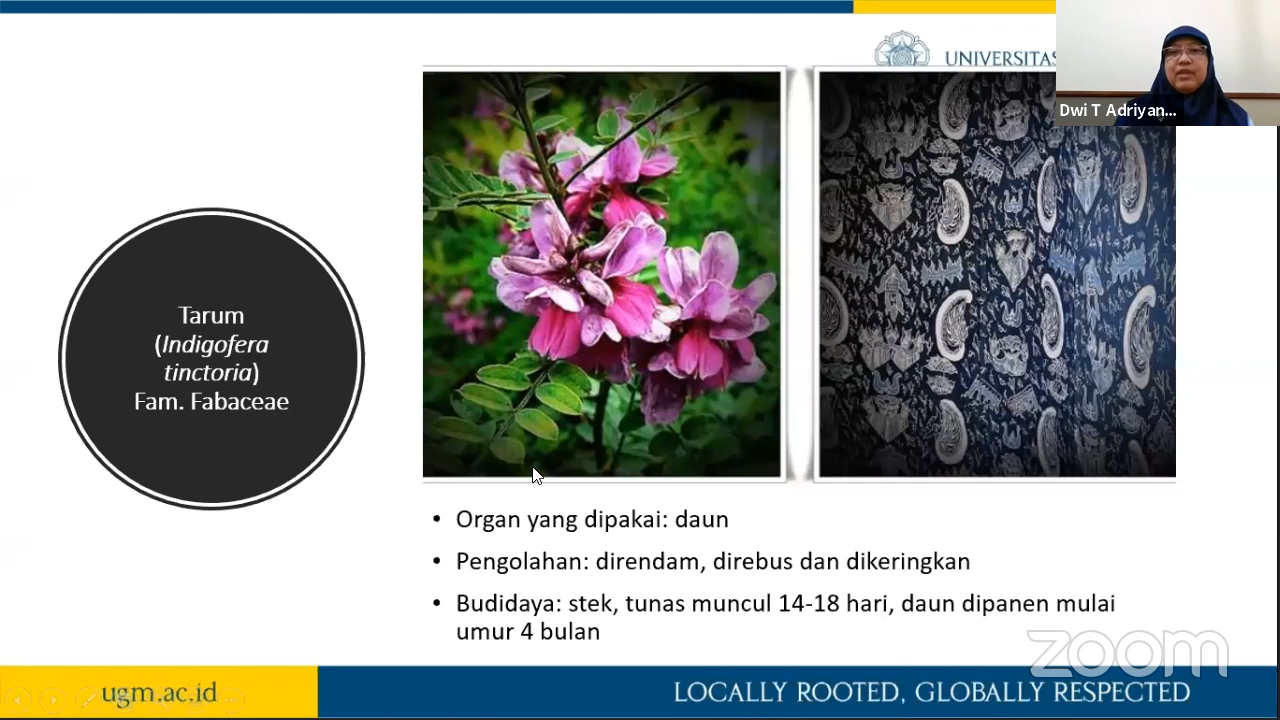 UNIVERSITAS
Dwi T Adriyan...
Tarum
(Indigofera
tinctoria)
Fam. Fabaceae
• Organ yang dipakai: daun
• Pengolahan: direndam, direbus dan dikeringkan
• Budidaya: stek, tunas muncul 14-18 hari, daun dipanen mulai
umur 4 bulan
zoom
ugm.ac.id
LOCALLY ROOTED, GLOBALLY RESPECTED